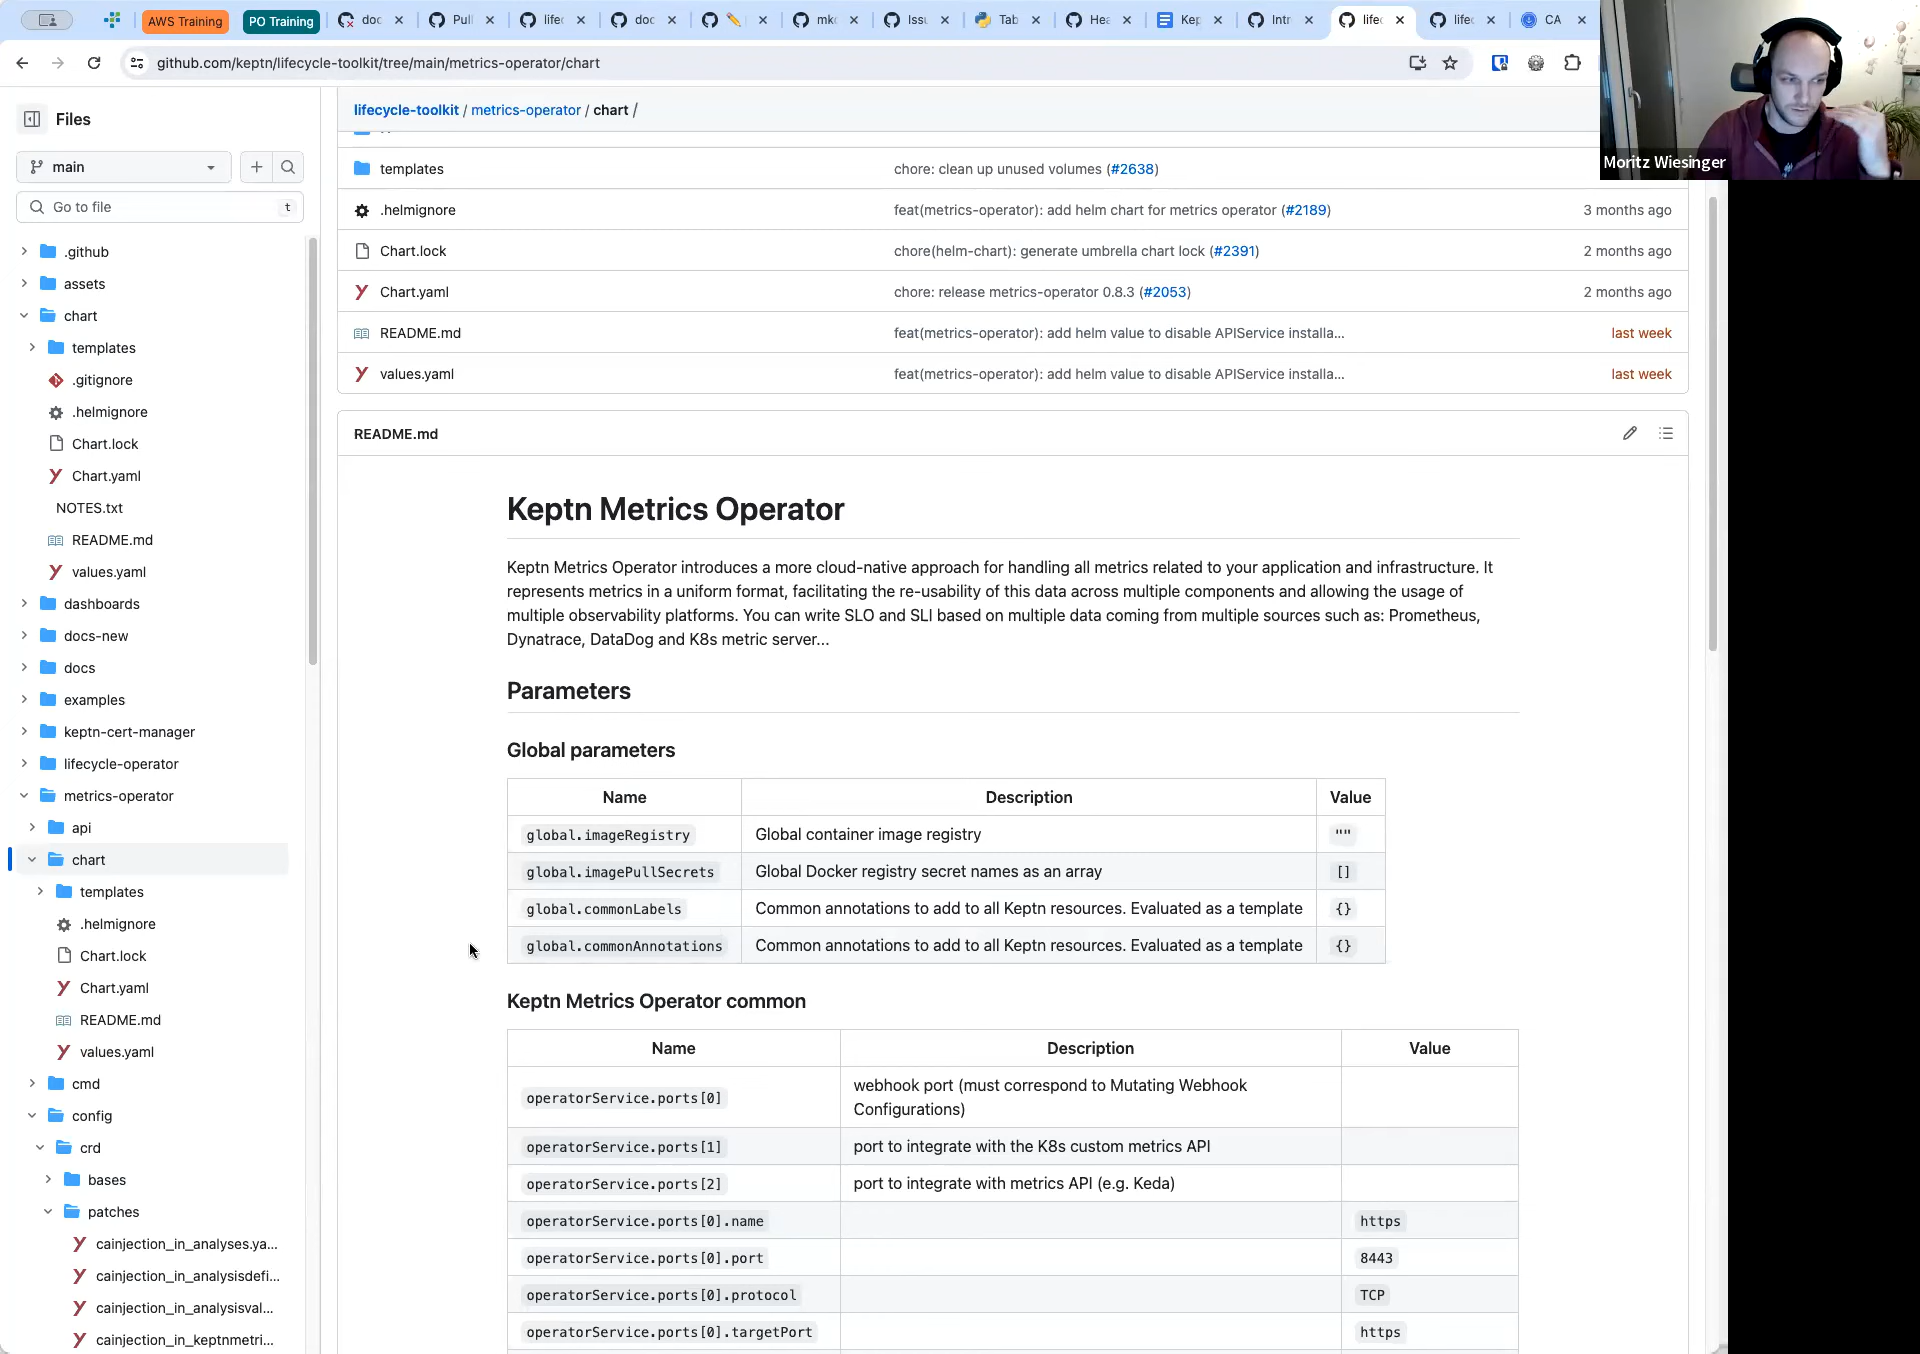 AWS Training
PO Training
doc
Pull
life
doc
mk
Issu
Tab
Hea
Kep
Intr
life
life
CA
github.com/keptn/lifecycle-toolkit/tree/main/metrics-operator/chart
Moritz Wiesinger
Files
main
Go to file
t
.github
assets
chart
templates
.gitignore
.helmignore
Chart.lock
Chart.yaml
NOTES.txt
README.md
values.yaml
dashboards
docs-new
docs
examples
keptn-cert-manager
lifecycle-operator
metrics-operator
api
chart
templates
.helmignore
Chart.lock
Chart.yaml
README.md
values.yaml
cmd
config
crd
bases
patches
cainjection_in_analyses.ya...
cainjection_in_analysisdefi...
cainjection_in_analysisval...
cainjection_in_keptnmetri...
lifecycle-toolkit / metrics-operator / chart /
templates chore: clean up unused volumes (#2638)
.helmignore feat(metrics-operator): add helm chart for metrics operator (#2189) 3 months ago
Chart.lock chore(helm-chart): generate umbrella chart lock (#2391) 2 months ago
Chart.yaml chore: release metrics-operator 0.8.3 (#2053) 2 months ago
README.md feat(metrics-operator): add helm value to disable APIService installa... last week
values.yaml feat(metrics-operator): add helm value to disable APIService installa... last week
README.md
Keptn Metrics Operator
Keptn Metrics Operator introduces a more cloud-native approach for handling all metrics related to your application and infrastructure. It
represents metrics in a uniform format, facilitating the re-usability of this data across multiple components and allowing the usage of
multiple observability platforms. You can write SLO and SLI based on multiple data coming from multiple sources such as: Prometheus,
Dynatrace, DataDog and K8s metric server...
Parameters
Global parameters
Name Description Value
global.imageRegistry Global container image registry ""
global.imagePullSecrets Global Docker registry secret names as an array []
global.commonLabels Common annotations to add to all Keptn resources. Evaluated as a template {}
global.commonAnnotations Common annotations to add to all Keptn resources. Evaluated as a template {}
Keptn Metrics Operator common
Name Description Value
operatorService.ports[0] webhook port (must correspond to Mutating Webhook
Configurations)
operatorService.ports[1] port to integrate with the K8s custom metrics API
operatorService.ports[2] port to integrate with metrics API (e.g. Keda)
operatorService.ports[0].name https
operatorService.ports[0].port 8443
operatorService.ports[0].protocol TCP
operatorService.ports[0].targetPort https